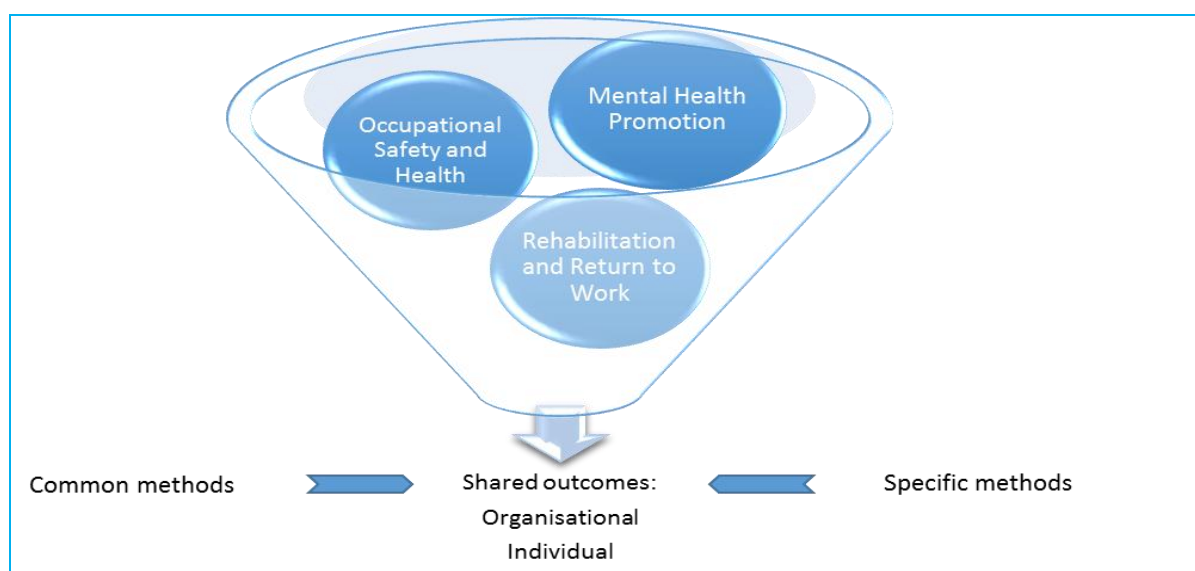 Mental Health
Promotion
Occupational
Safety and
Health
Rehabilitation
and Return to
Work
Common methods
Shared outcomes:
Organisational
Individual
Specific methods